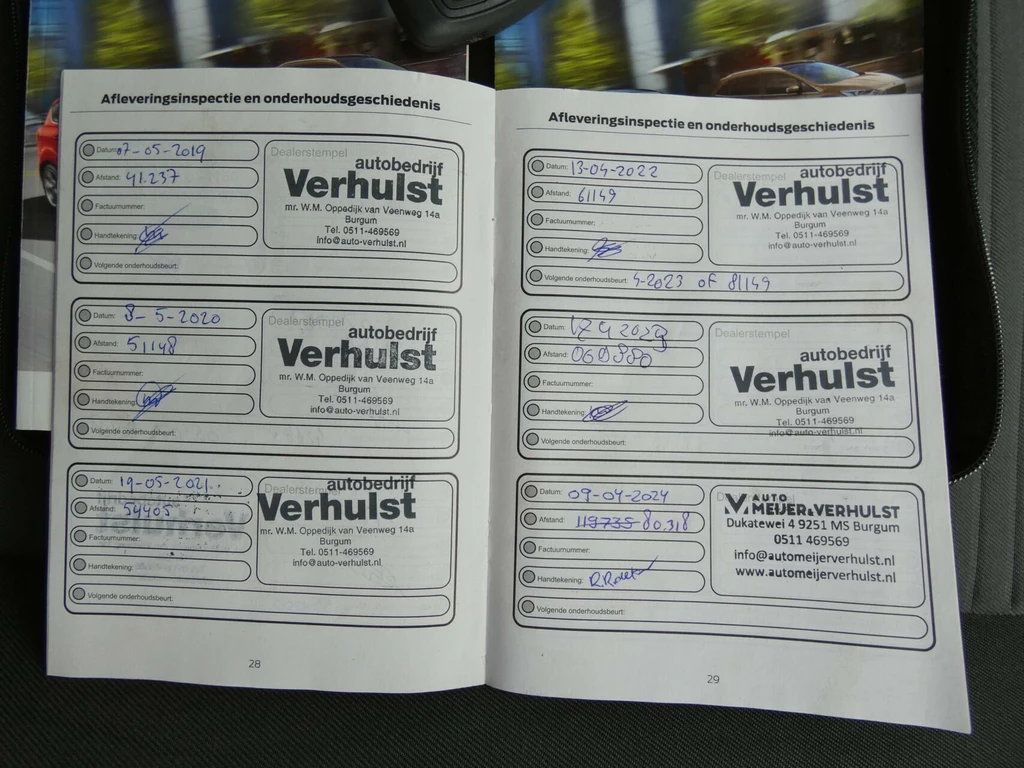 Afleveringsinspectie en onderhoudsgeschiedenis
Datum: 07-05-2019
Afstand: 41.237
Factuurnummer:
Handtekening:
Volgende onderhoudsbeurt:
Dealerstempel
autobedrijf
Verhulst
mr. W.M. Oppedijk van Veenweg 14a
Burgum
Tel. 0511-469569
info@auto-verhulst.nl
Datum: 8-5-2020
Afstand: 51148
Factuurnummer:
Handtekening:
Volgende onderhoudsbeurt:
Dealerstempel
autobedrijf
Verhulst
mr. W.M. Oppedijk van Veenweg 14a
Burgum
Tel. 0511-469569
info@auto-verhulst.nl
Datum: 19-05-2021
Afstand: 54405
Factuurnummer:
Handtekening:
Volgende onderhoudsbeurt:
Dealerstempel
autobedrijf
Verhulst
mr. W.M. Oppedijk van Veenweg 14a
Burgum
Tel. 0511-469569
info@auto-verhulst.nl
28
Afleveringsinspectie en onderhoudsgeschiedenis
Datum: 13-04-2022
Afstand: 61149
Factuurnummer:
Handtekening:
Volgende onderhoudsbeurt: 4-2023 of 81149
Dealerstempel
autobedrijf
Verhulst
mr. W.M. Oppedijk van Veenweg 14a
Burgum
Tel. 0511-469569
info@auto-verhulst.nl
Datum:
Afstand:
Factuurnummer:
Handtekening:
Volgende onderhoudsbeurt:
Dealerstempel
autobedrijf
Verhulst
mr. W.M. Oppedijk van Veenweg 14a
Burgum
Tel. 0511-469569
info@auto-verhulst.nl
Datum: 09-04-2024
Afstand: 119735 80.318
Factuurnummer:
Handtekening:
Volgende onderhoudsbeurt:
Dealerstempel
AUTO
MEIJER & VERHULST
Dukatewei 4 9251 MS Burgum
0511 469569
info@automeijerverhulst.nl
www.automeijerverhulst.nl
29